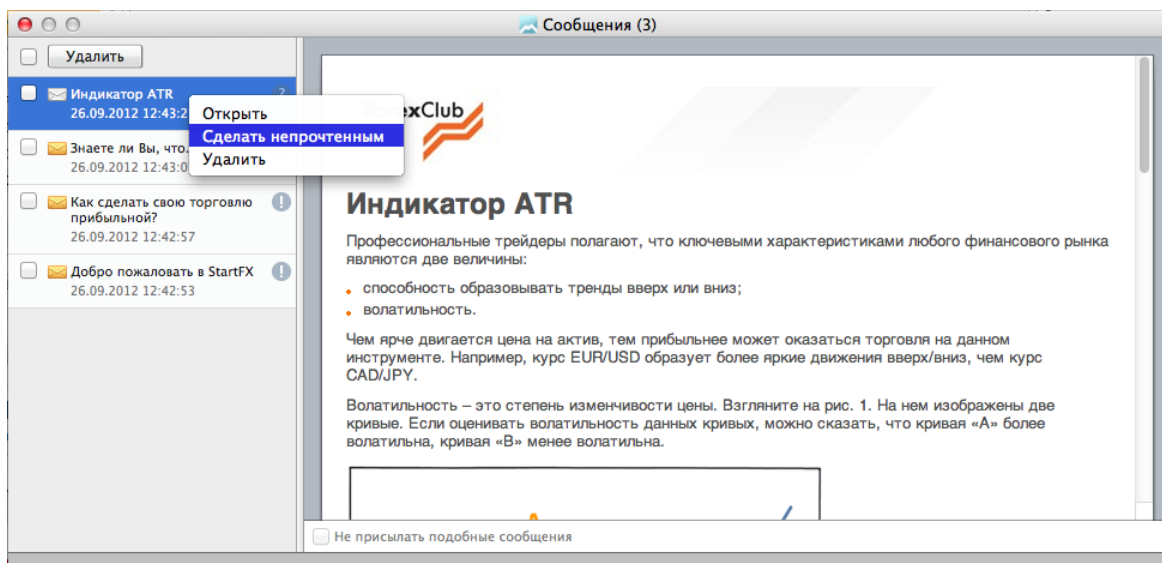 Сообщения (3)
Удалить
Индикатор ATR
26.09.2012 12:43:2
Открыть
Сделать непрочтенным
Удалить
Знаете ли Вы, что.
26.09.2012 12:43:0
Как сделать свою торговлю
прибыльной?
26.09.2012 12:42:57
Добро пожаловать в StartFX
26.09.2012 12:42:53
ForexClub
Индикатор ATR
Профессиональные трейдеры полагают, что ключевыми характеристиками любого финансового рынка
являются две величины:
способность образовывать тренды вверх или вниз;
волатильность.
Чем ярче двигается цена на актив, тем прибыльнее может оказаться торговля на данном
инструменте. Например, курс EUR/USD образует более яркие движения вверх/вниз, чем курс
CAD/JPY.
Волатильность – это степень изменчивости цены. Взгляните на рис. 1. На нем изображены две
кривые. Если оценивать волатильность данных кривых, можно сказать, что кривая «А» более
волатильна, кривая «В» менее волатильна.
Не присылать подобные сообщения